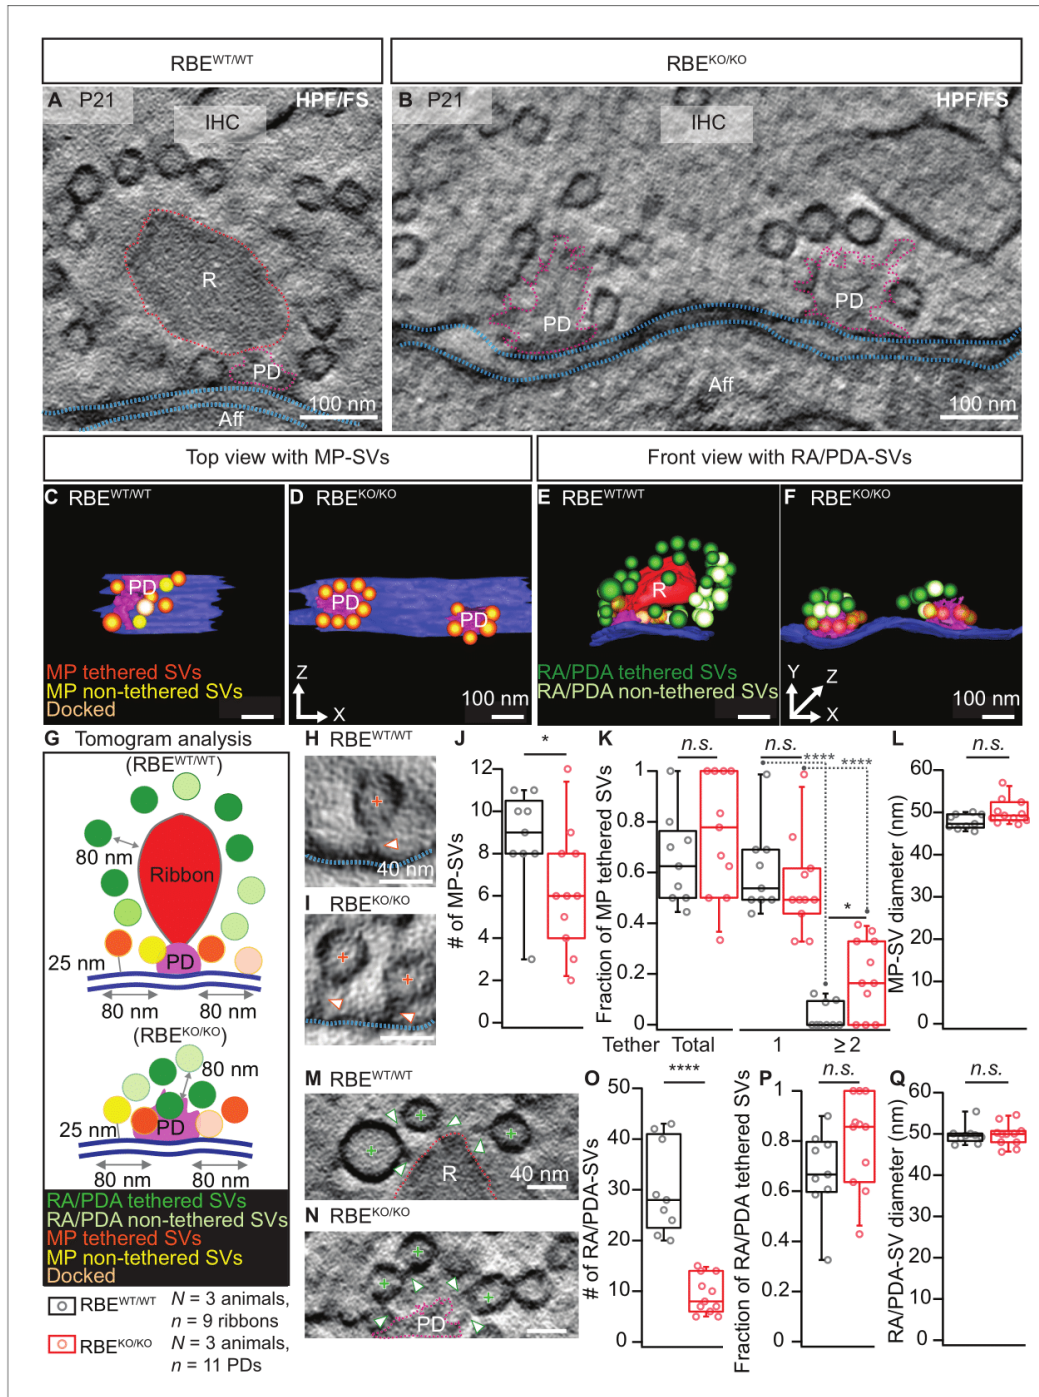 RBE^WT/WT
RBE^KO/KO
A P21 HPF/FS
IHC
R
PD
Aff
100 nm
B P21 HPF/FS
IHC
PD
PD
Aff
100 nm
Top view with MP-SVs
Front view with RA/PDA-SVs
C RBE^WT/WT
PD
MP tethered SVs
MP non-tethered SVs
Docked
D RBE^KO/KO
PD
PD
Z
X
100 nm
E RBE^WT/WT
R
RA/PDA tethered SVs
RA/PDA non-tethered SVs
F RBE^KO/KO
Y
Z
X
100 nm
G Tomogram analysis
(RBE^WT/WT)
80 nm
Ribbon
25 nm
PD
80 nm 80 nm
(RBE^KO/KO)
80 nm
25 nm
PD
80 nm 80 nm
RA/PDA tethered SVs
RA/PDA non-tethered SVs
MP tethered SVs
MP non-tethered SVs
Docked
RBE^WT/WT N = 3 animals,
n = 9 ribbons
RBE^KO/KO N = 3 animals,
n = 11 PDs
H RBE^WT/WT
40 nm
I RBE^KO/KO
J
*
# of MP-SVs
12
10
8
6
4
2
0
K
n.s.
n.s.
****
****
*
Fraction of MP tethered SVs
1
0.8
0.6
0.4
0.2
0
Tether Total 1 ≥2
L
n.s.
MP-SV diameter (nm)
60
50
40
30
20
10
0
M RBE^WT/WT
R
40 nm
N RBE^KO/KO
PD
O
****
# of RA/PDA-SVs
50
40
30
20
10
0
P
n.s.
Fraction of RA/PDA tethered SVs
1
0.8
0.6
0.4
0.2
0
Q
n.s.
RA/PDA-SV diameter (nm)
60
50
40
30
20
10
0